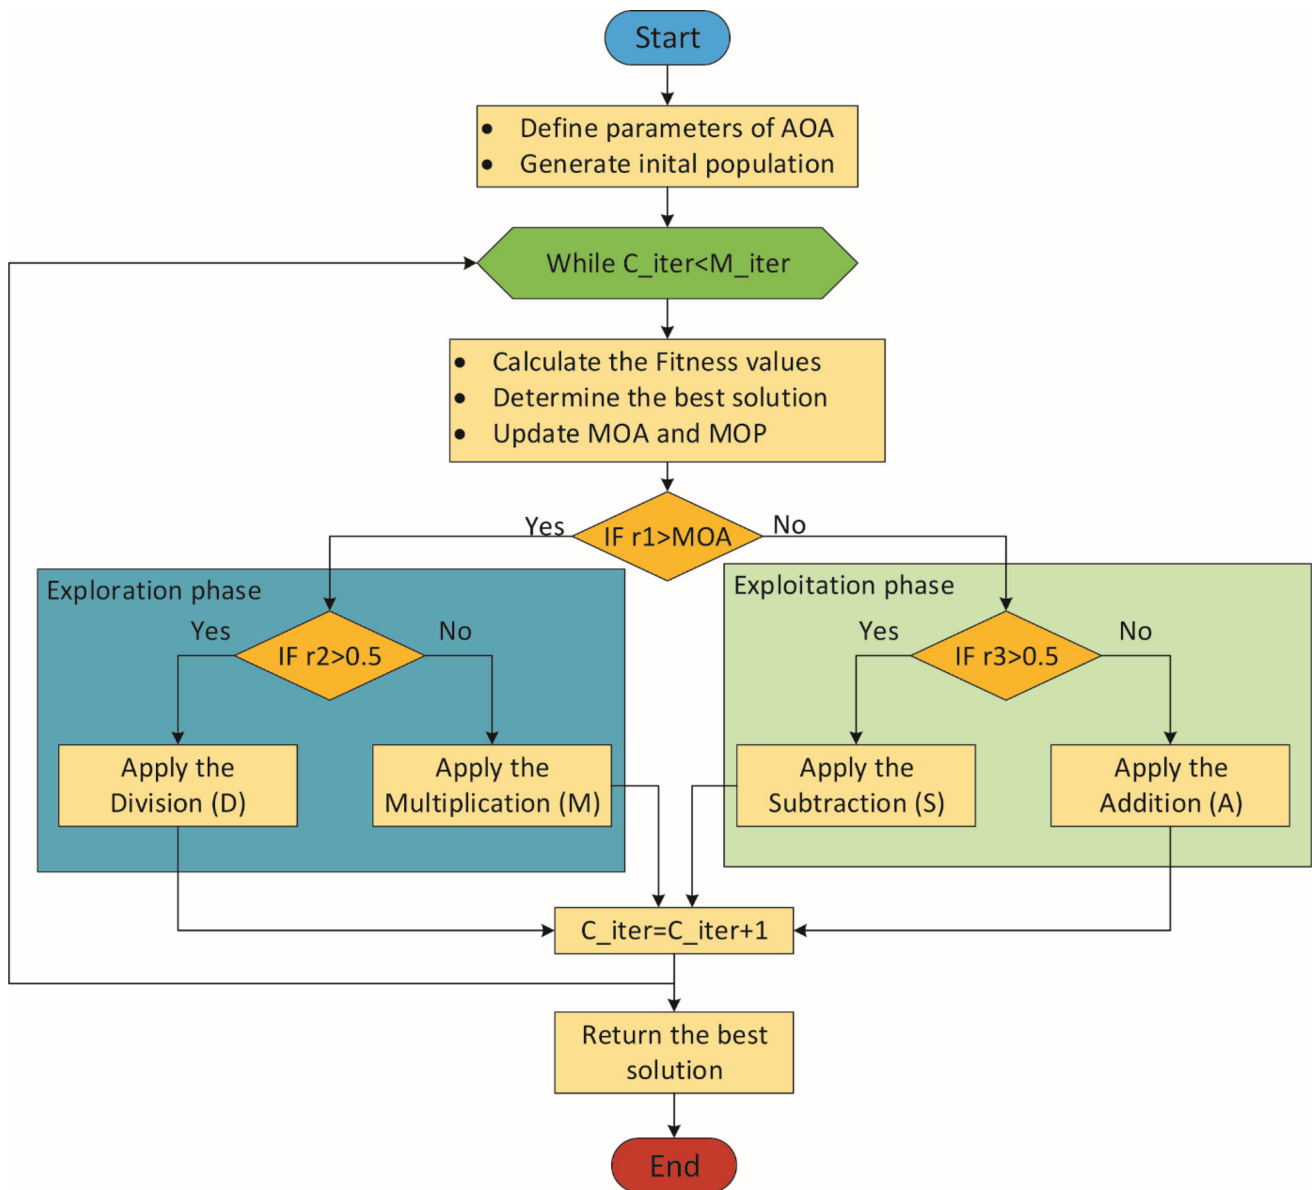 Start
• Define parameters of AOA
• Generate inital population
While C_iter<M_iter
• Calculate the Fitness values
• Determine the best solution
• Update MOA and MOP
Yes
IF r1>MOA
No
Exploration phase
Yes
IF r2>0.5
No
Apply the
Division (D)
Apply the
Multiplication (M)
Exploitation phase
Yes
IF r3>0.5
No
Apply the
Subtraction (S)
Apply the
Addition (A)
C_iter=C_iter+1
Return the best
solution
End